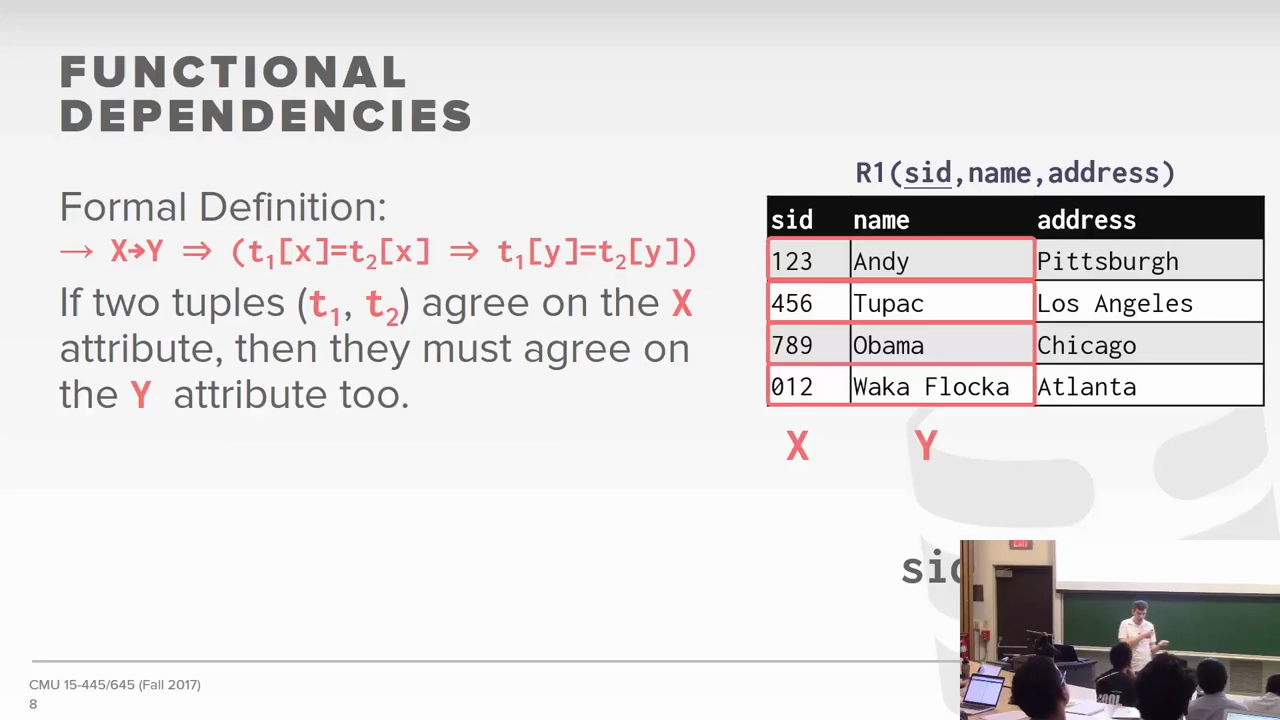 FUNCTIONAL
DEPENDENCIES
Formal Definition:
→ X→Y ⇒ (t1[x]=t2[x] ⇒ t1[y]=t2[y])
If two tuples (t1, t2) agree on the X
attribute, then they must agree on
the Y attribute too.
R1(sid,name,address)
sid name address
123 Andy Pittsburgh
456 Tupac Los Angeles
789 Obama Chicago
012 Waka Flocka Atlanta
X Y
sid
EXIT
CMU 15-445/645 (Fall 2017)
8